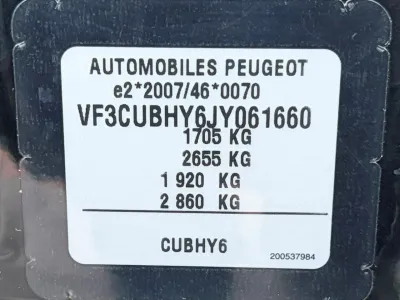 AUTOMOBILES PEUGEOT
e2*2007/46*0070
VF3CUBHY6JY061660
1705 KG
2655 KG
1 920 KG
2 860 KG
CUBHY6
200537984